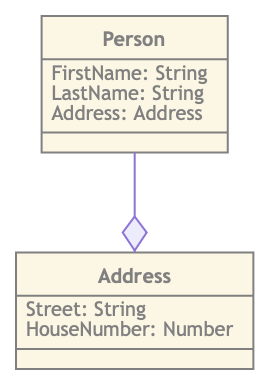 Person
FirstName: String
LastName: String
Address: Address
Address
Street: String
HouseNumber: Number